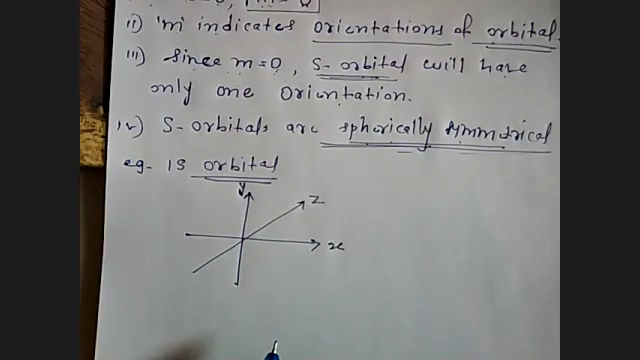 ii) 'm' indicates orientations of orbital.
iii) Since m=0, s-orbital will have
only one orientation.
iv) S-orbitals are spherically symmetrical
eg- 1S orbital
y
z
x